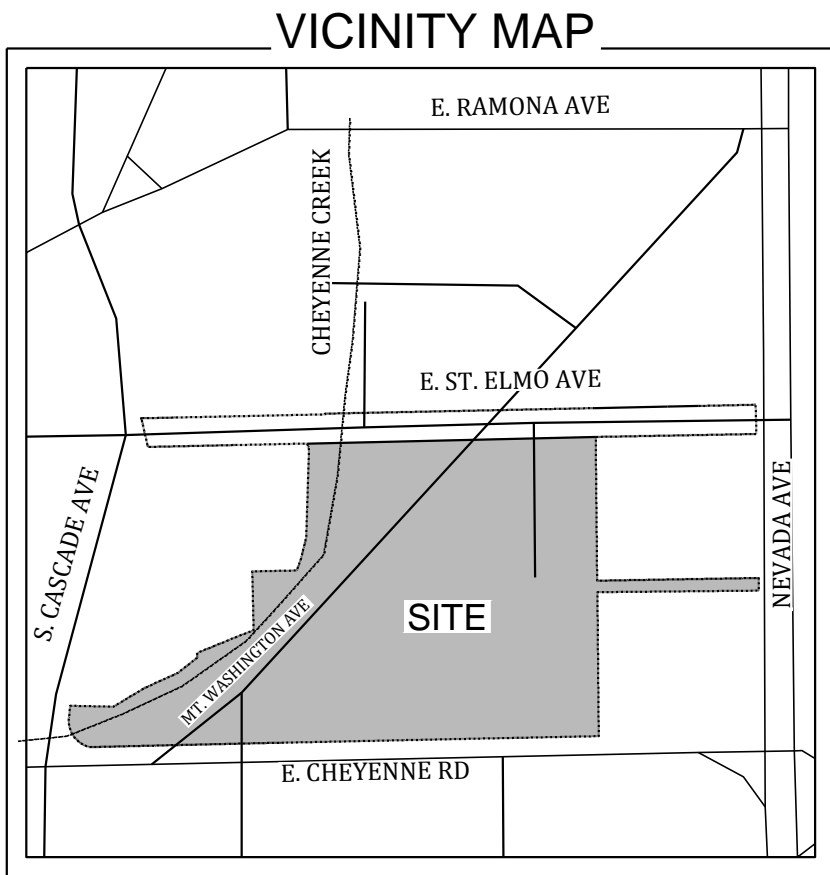 VICINITY MAP
E. RAMONA AVE
CHEYENNE CREEK
E. ST. ELMO AVE
S. CASCADE AVE
NEVADA AVE
SITE
MT. WASHINGTON AVE
E. CHEYENNE RD